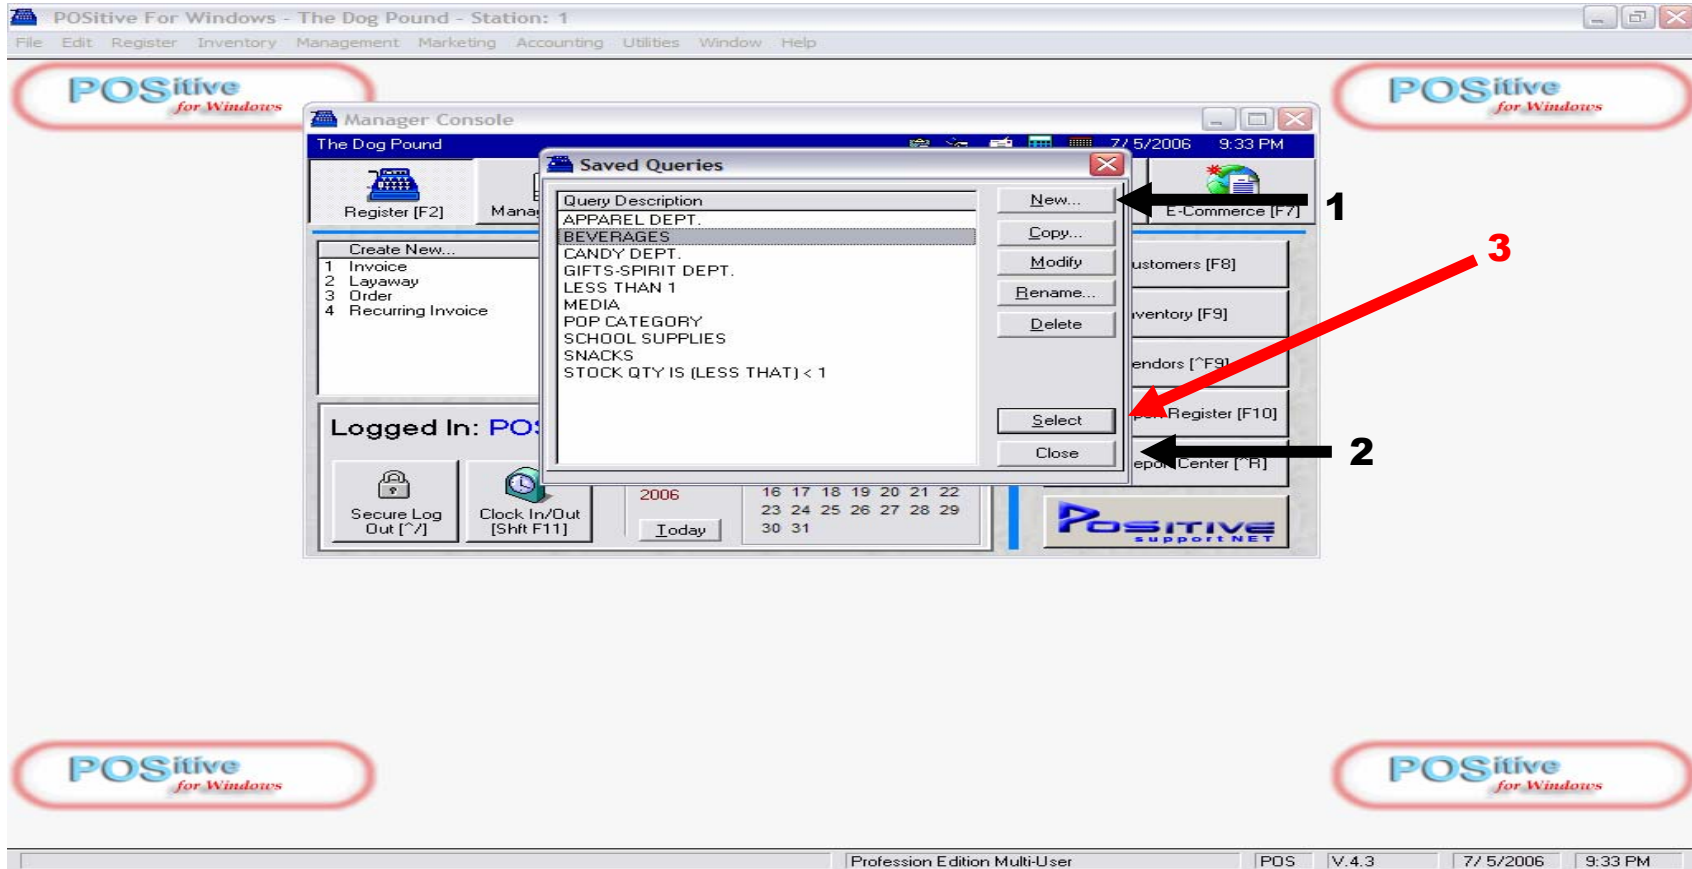 POSitive For Windows - The Dog Pound - Station: 1
File Edit Register Inventory Management Marketing Accounting Utilities Window Help
POSitive
for Windows
POSitive
for Windows
Manager Console
The Dog Pound
7/ 5/2006 9:33 PM
Register [F2]
E-Commerce [F7]
Saved Queries
Query Description
APPAREL DEPT.
BEVERAGES
CANDY DEPT.
GIFTS-SPIRIT DEPT.
LESS THAN 1
MEDIA
POP CATEGORY
SCHOOL SUPPLIES
SNACKS
STOCK QTY IS (LESS THAT) < 1
New...
Copy...
Modify
Rename...
Delete
Select
Close
1
3
2
Create New...
1 Invoice
2 Layaway
3 Order
4 Recurring Invoice
ustomers [F8]
ventory [F9]
endors [^F9]
Register [F10]
Center [^R]
Logged In: POS
Secure Log
Out [^/]
Clock In/Out
[Shft F11]
2006
Today
16 17 18 19 20 21 22
23 24 25 26 27 28 29
30 31
POSITIVE
support NET
POSitive
for Windows
POSitive
for Windows
Profession Edition Multi-User
POS
V.4.3
7/ 5/2006
9:33 PM